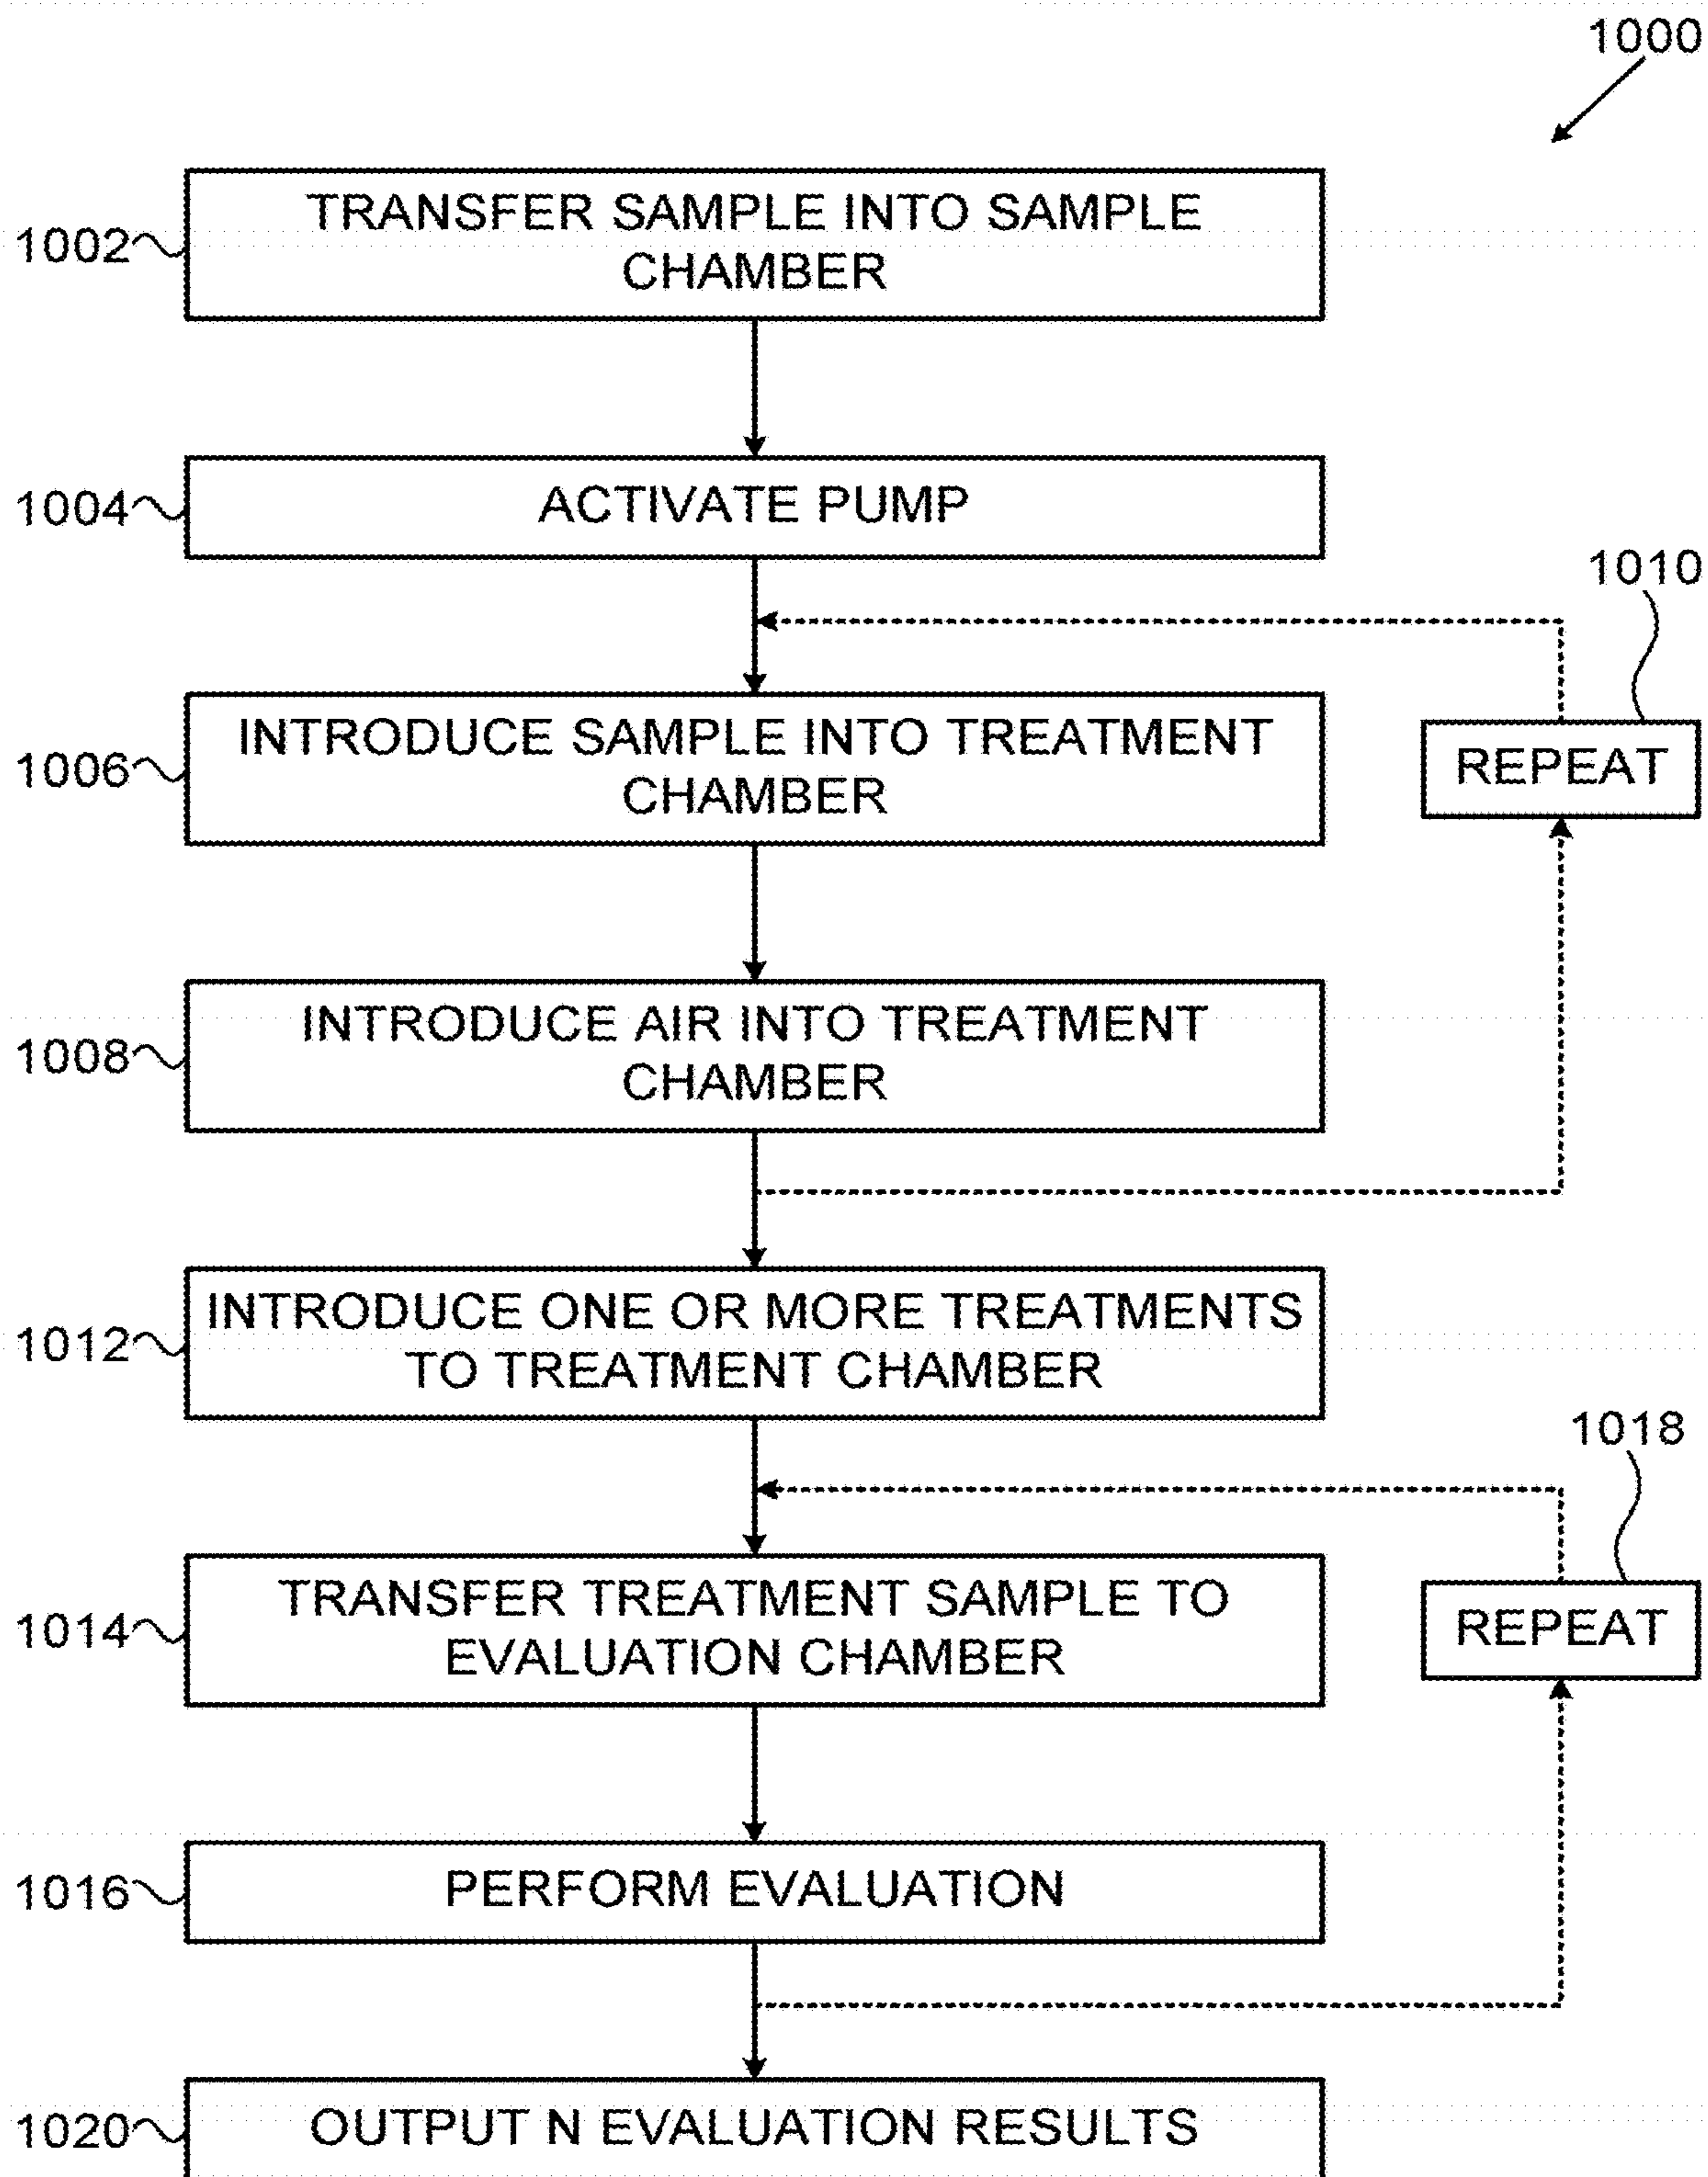 1000
1002
TRANSFER SAMPLE INTO SAMPLE
CHAMBER
1004
ACTIVATE PUMP
1010
1006
INTRODUCE SAMPLE INTO TREATMENT
CHAMBER
REPEAT
1008
INTRODUCE AIR INTO TREATMENT
CHAMBER
1012
INTRODUCE ONE OR MORE TREATMENTS
TO TREATMENT CHAMBER
1018
1014
TRANSFER TREATMENT SAMPLE TO
EVALUATION CHAMBER
REPEAT
1016
PERFORM EVALUATION
1020
OUTPUT N EVALUATION RESULTS